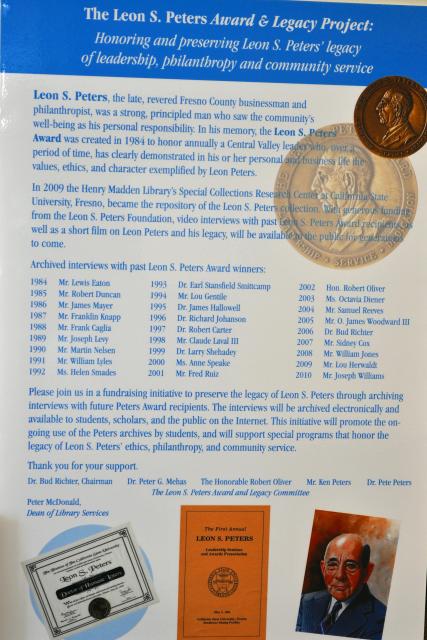 The Leon S. Peters Award & Legacy Project:
Honoring and preserving Leon S. Peters' legacy
of leadership, philanthropy and community service
Leon S. Peters, the late, revered Fresno County businessman and
philanthropist, was a strong, principled man who saw the community's
well-being as his personal responsibility. In his memory, the Leon S. Peters
Award was created in 1984 to honor annually a Central Valley leader who, over a
period of time, has clearly demonstrated in his or her personal and business life the
values, ethics, and character exemplified by Leon Peters.
In 2009 the Henry Madden Library's Special Collections Research Center at California State
University, Fresno, became the repository of the Leon S. Peters collection. With generous funding
from the Leon S. Peters Foundation, video interviews with past Leon S. Peters Award recipients, as
well as a short film on Leon Peters and his legacy, will be available to the public for generations
to come.
Archived interviews with past Leon S. Peters Award winners:
1984 Mr. Lewis Eaton
1985 Mr. Robert Duncan
1986 Mr. James Mayer
1987 Mr. Franklin Knapp
1988 Mr. Frank Caglia
1989 Mr. Joseph Levy
1990 Mr. Martin Nelsen
1991 Mr. William Lyles
1992 Ms. Helen Smades
1993 Dr. Earl Stansfield Smittcamp
1994 Mr. Lou Gentile
1995 Dr. James Hallowell
1996 Dr. Richard Johanson
1997 Dr. Robert Carter
1998 Mr. Claude Laval III
1999 Dr. Larry Shehadey
2000 Ms. Anne Speake
2001 Mr. Fred Ruiz
2002 Hon. Robert Oliver
2003 Ms. Octavia Diener
2004 Mr. Samuel Reeves
2005 Mr. O. James Woodward III
2006 Dr. Bud Richter
2007 Mr. Sidney Cox
2008 Mr. William Jones
2009 Mr. Lou Herwaldt
2010 Mr. Joseph Williams
Please join us in a fundraising initiative to preserve the legacy of Leon S. Peters through archiving
interviews with future Peters Award recipients. The interviews will be archived electronically and
available to students, scholars, and the public on the Internet. This initiative will promote the on-
going use of the Peters archives by students, and will support special programs that honor the
legacy of Leon S. Peters' ethics, philanthropy, and community service.
Thank you for your support.
Dr. Bud Richter, Chairman Dr. Peter G. Mehas The Honorable Robert Oliver Mr. Ken Peters Dr. Pete Peters
The Leon S. Peters Award and Legacy Committee
Peter McDonald,
Dean of Library Services
Leon S. Peters
Doctor of Humane Letters
The First Annual
LEON S. PETERS
Leadership Seminar
and Awards Presentation
SERVICE